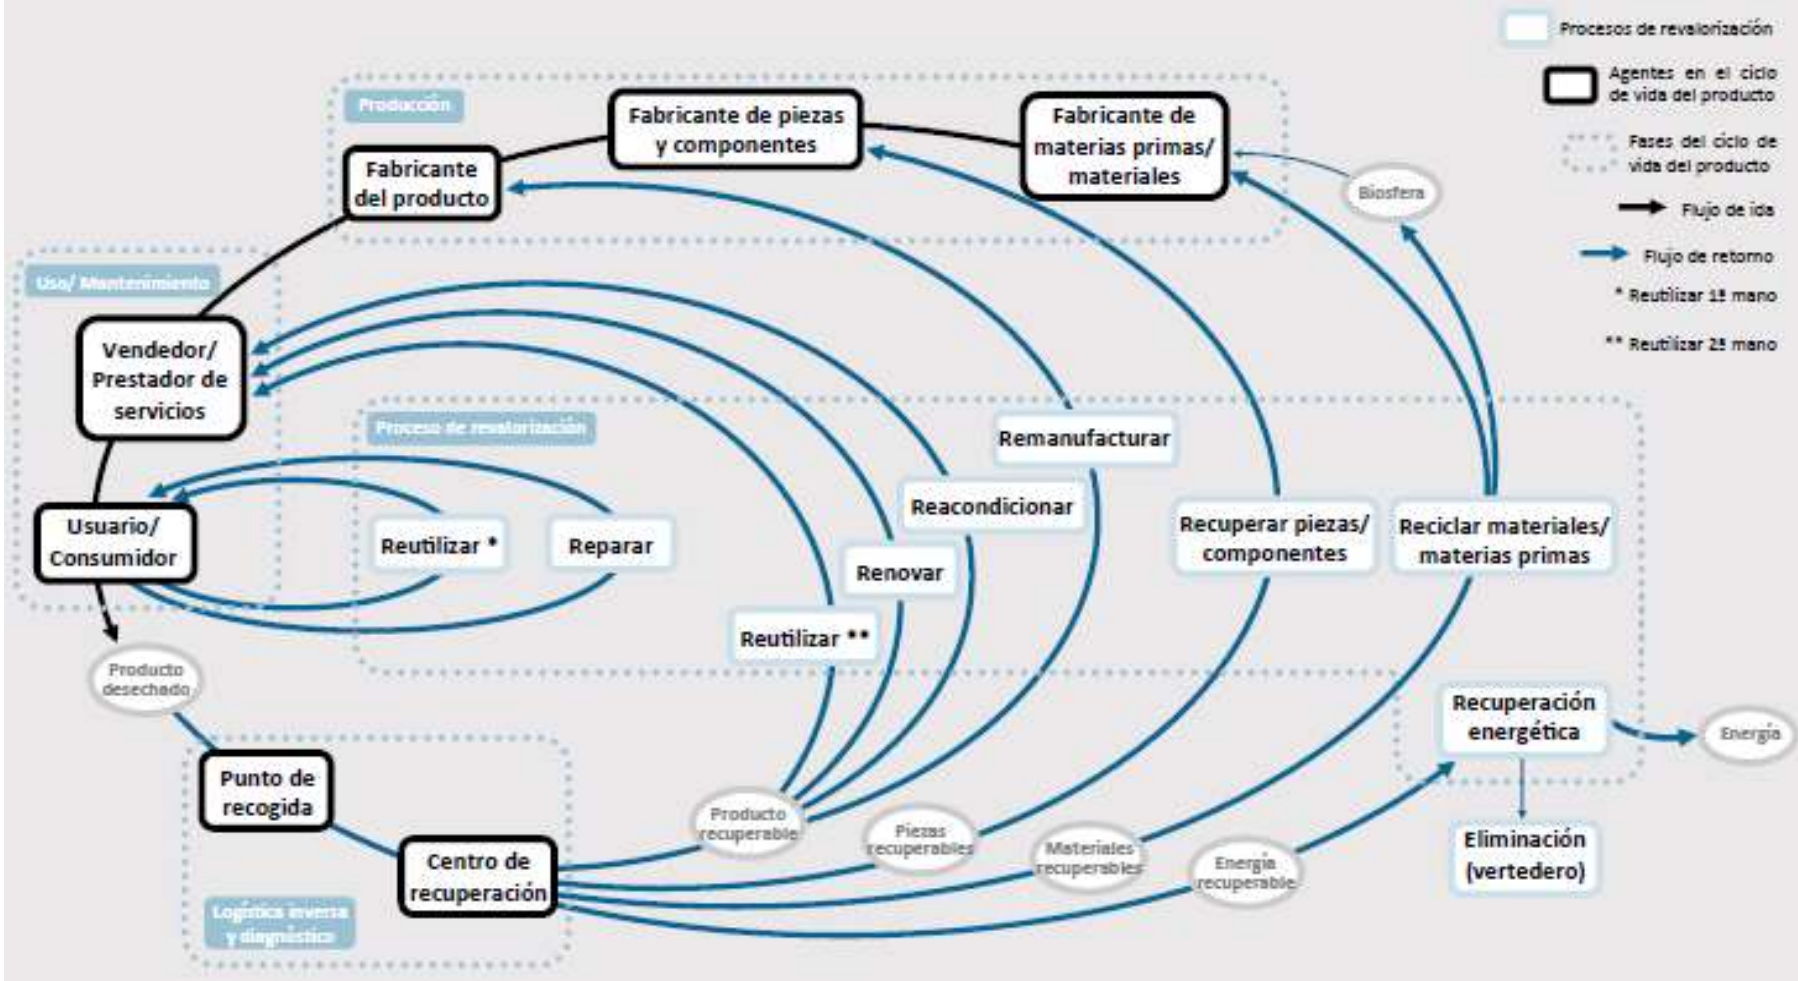 Procesos de revalorización
Agentes en el ciclo
de vida del producto
Fases del ciclo de
vida del producto
Flujo de ida
Flujo de retorno
* Reutilizar 1ª mano
** Reutilizar 2ª mano
Producción
Fabricante de piezas
y componentes
Fabricante de
materias primas/
materiales
Fabricante
del producto
Biosfera
Uso/ Mantenimiento
Vendedor/
Prestador de
servicios
Proceso de revalorización
Remanufacturar
Reacondicionar
Recuperar piezas/
componentes
Reciclar materiales/
materias primas
Usuario/
Consumidor
Reutilizar *
Reparar
Renovar
Reutilizar **
Producto
desechado
Recuperación
energética
Energía
Punto de
recogida
Producto
recuperable
Piezas
recuperables
Materiales
recuperables
Energía
recuperable
Eliminación
(vertedero)
Centro de
recuperación
Logística inversa
y diagnóstico